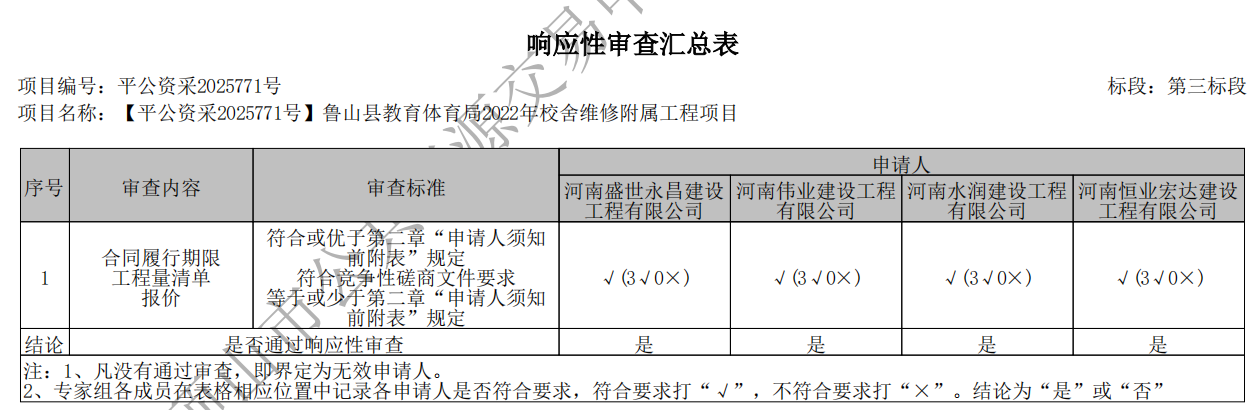 响应性审查汇总表
项目编号：平公资采2025771号
标段：第三标段
项目名称：【平公资采2025771号】鲁山县教育体育局2022年校舍维修附属工程项目
序号
审查内容
审查标准
申请人
河南盛世永昌建设
工程有限公司
河南伟业建设工程
有限公司
河南水润建设工程
有限公司
河南恒业宏达建设
工程有限公司
1
合同履行期限
工程量清单
报价
符合或优于第二章“申请人须知
前附表”规定
符合竞争性磋商文件要求
等于或少于第二章“申请人须知
前附表”规定
√(3√0×)
√(3√0×)
√(3√0×)
√(3√0×)
结论
是否通过响应性审查
是
是
是
是
注：1、凡没有通过审查，即界定为无效申请人。
2、专家组各成员在表格相应位置中记录各申请人是否符合要求，符合要求打“√”，不符合要求打“×”。结论为“是”或“否”